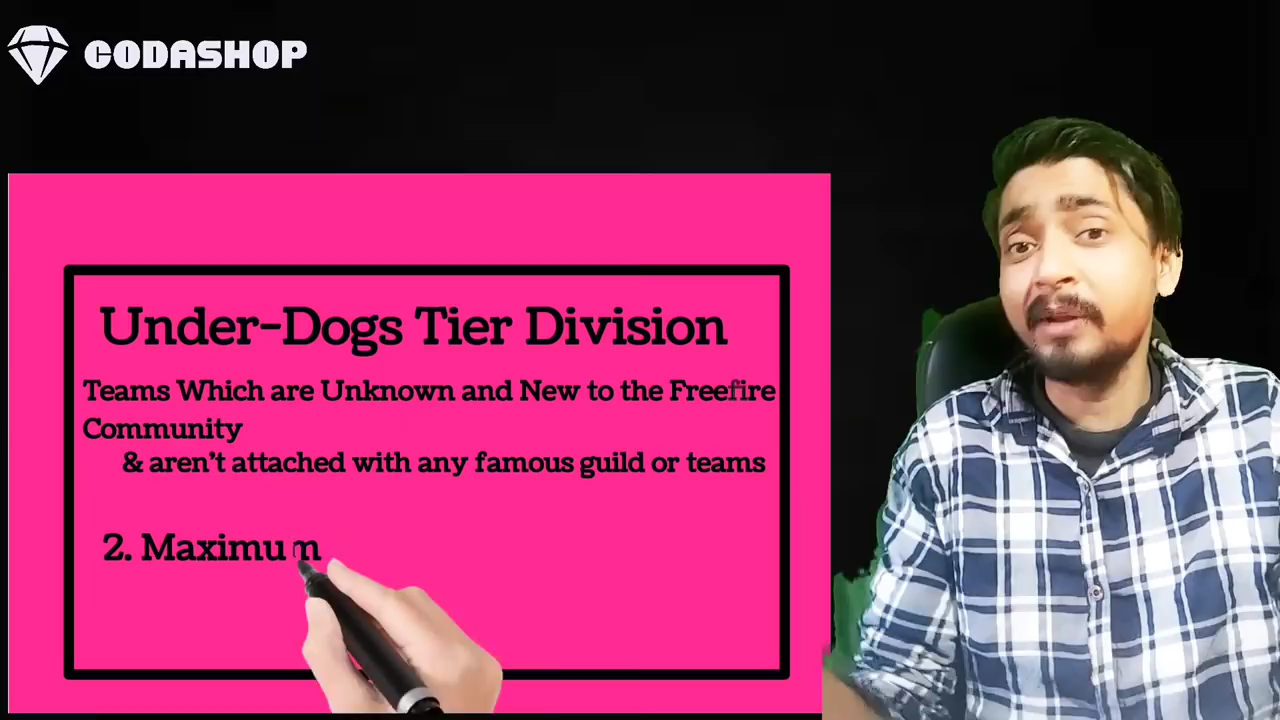 CODASHOP
Under-Dogs Tier Division
Teams Which are Unknown and New to the Freefire
Community
& aren't attached with any famous guild or teams
2. Maximum